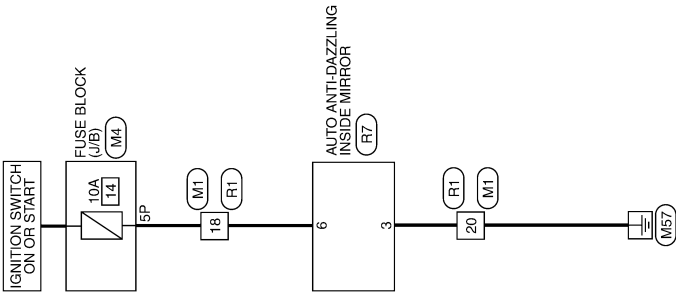 IGNITION SWITCH
ON OR START
FUSE BLOCK
(J/B)
M4
10A
14
5P
M1
18
R1
AUTO ANTI-DAZZLING
INSIDE MIRROR
R7
6
3
R1
20
M1
M57